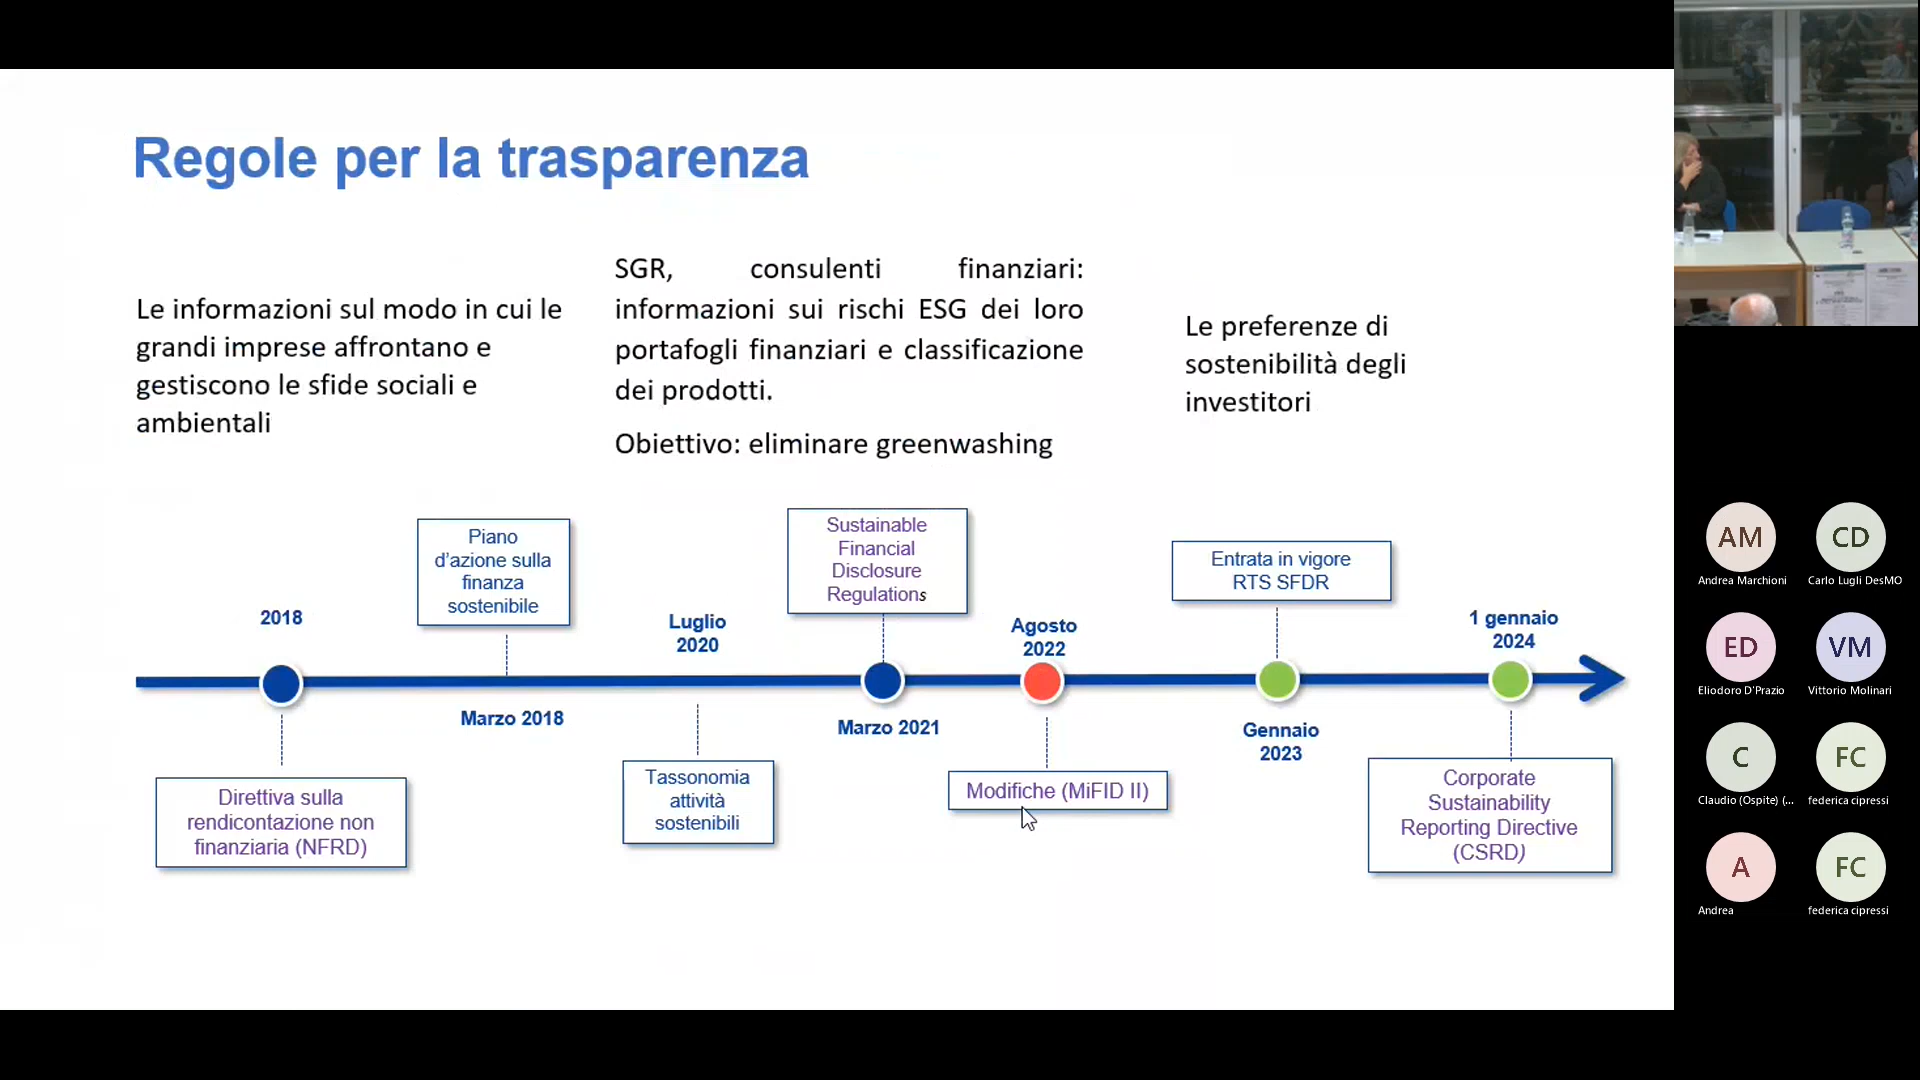 Regole per la trasparenza
Le informazioni sul modo in cui le
grandi imprese affrontano e
gestiscono le sfide sociali e
ambientali
SGR, consulenti finanziari:
informazioni sui rischi ESG dei loro
portafogli finanziari e classificazione
dei prodotti.
Obiettivo: eliminare greenwashing
Le preferenze di
sostenibilità degli
investitori
2018
Direttiva sulla
rendicontazione non
finanziaria (NFRD)
Piano
d'azione sulla
finanza
sostenibile
Marzo 2018
Luglio
2020
Tassonomia
attività
sostenibili
Sustainable
Financial
Disclosure
Regulations
Marzo 2021
Agosto
2022
Modifiche (MiFID II)
Entrata in vigore
RTS SFDR
Gennaio
2023
1 gennaio
2024
Corporate
Sustainability
Reporting Directive
(CSRD)
AM
Andrea Marchioni
CD
Carlo Lugli DesMO
ED
Eliodoro D'Prazio
VM
Vittorio Molinari
C
Claudio (Ospite) (...
FC
federica cipressi
A
Andrea
FC
federica cipressi